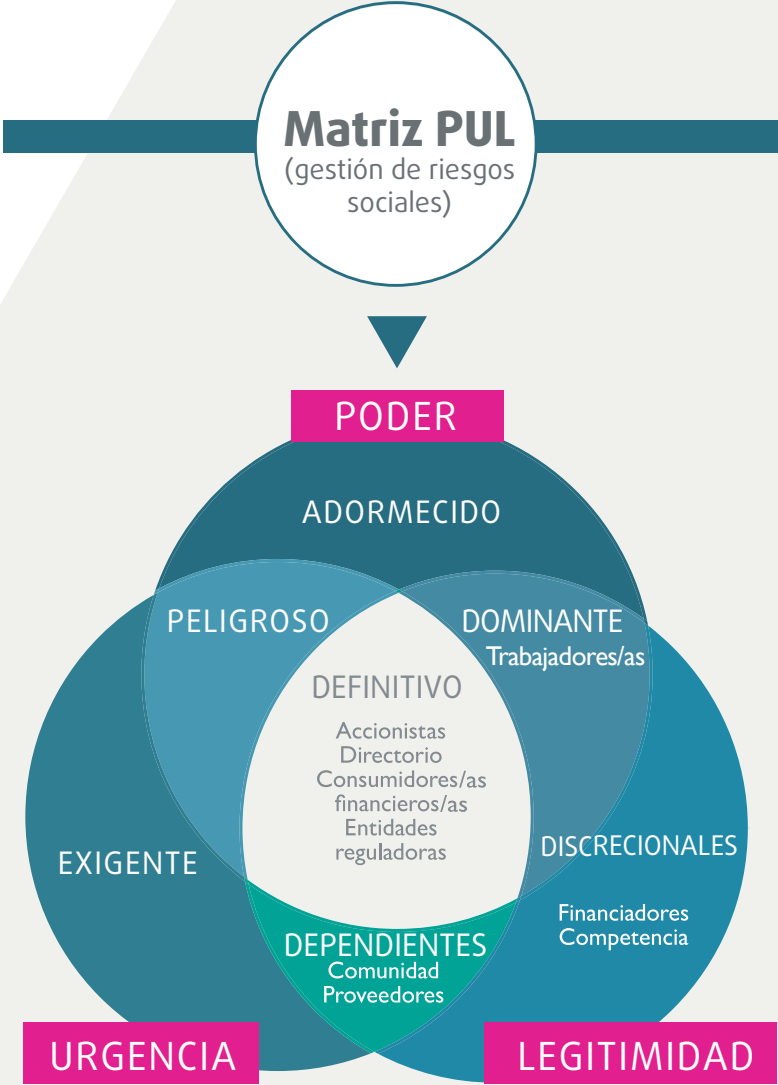 Matriz PUL
(gestión de riesgos
sociales)
PODER
ADORMECIDO
PELIGROSO
DOMINANTE
Trabajadores/as
DEFINITIVO
Accionistas
Directorio
Consumidores/as
financieros/as
Entidades
reguladoras
EXIGENTE
DISCRECIONALES
Financiadores
Competencia
DEPENDIENTES
Comunidad
Proveedores
URGENCIA
LEGITIMIDAD